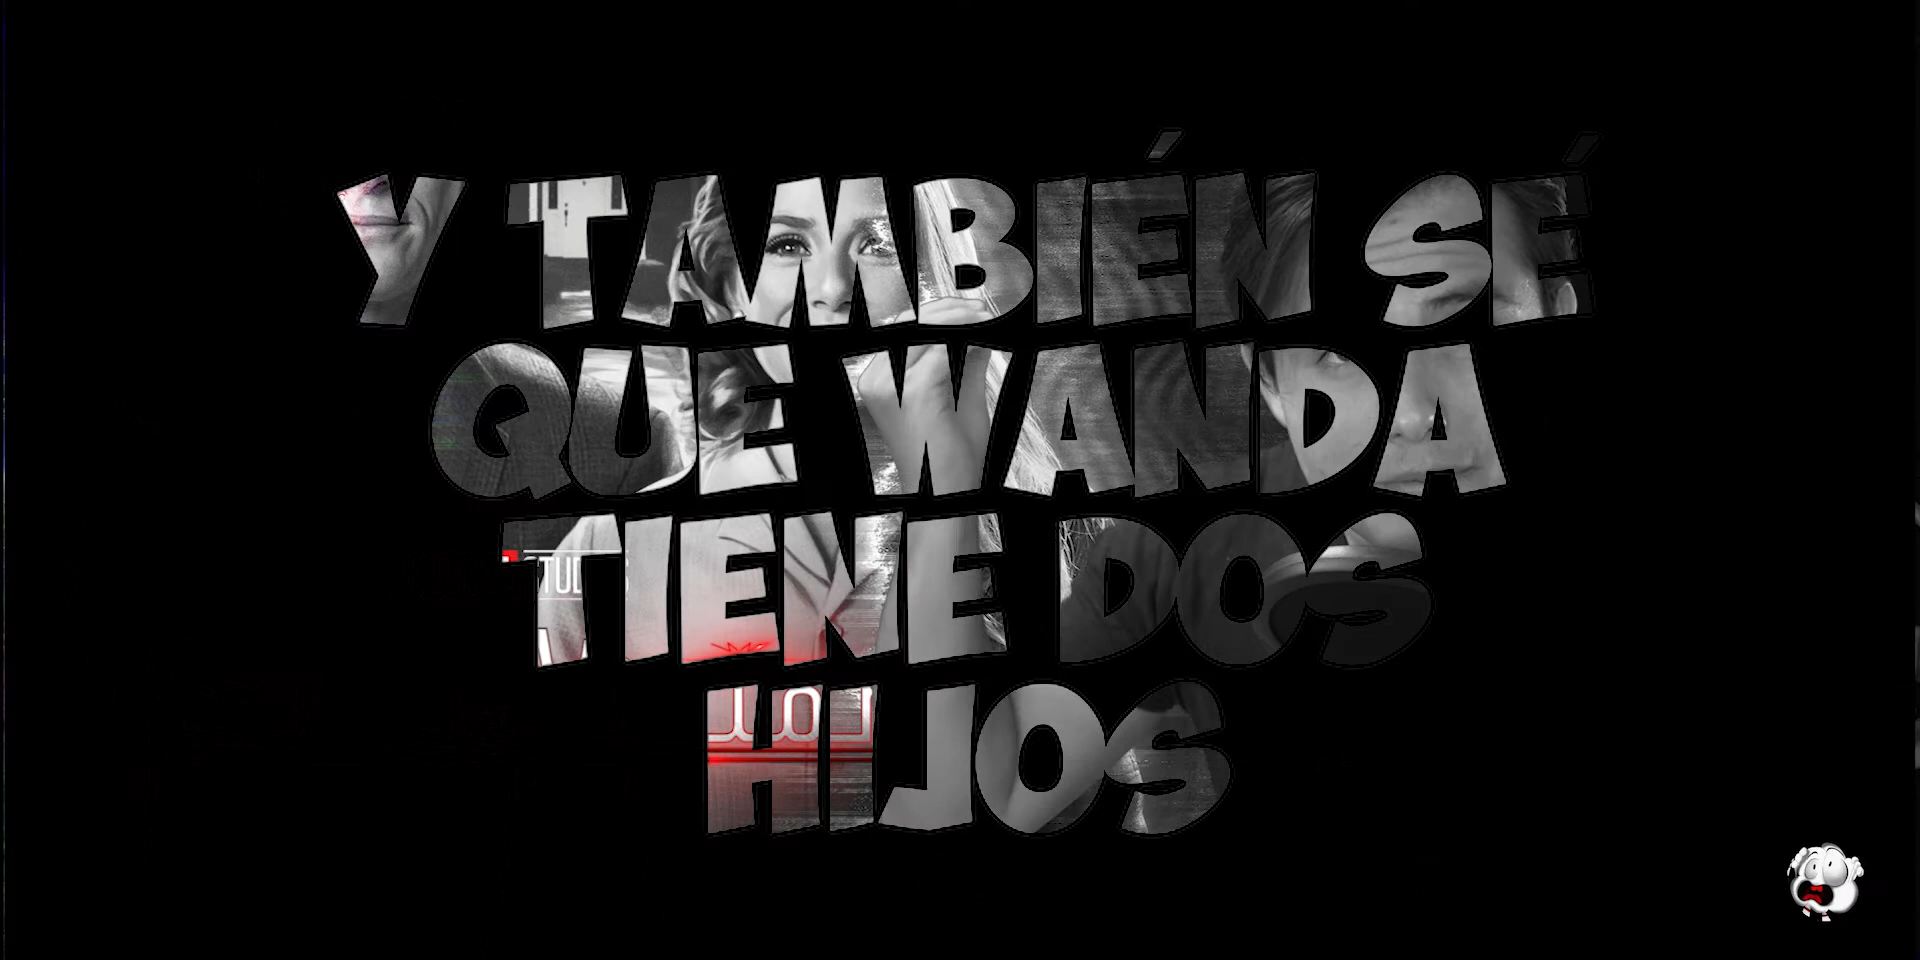 Y TAMBIÉN SÉ
QUE WANDA
TIENE DOS
HIJOS